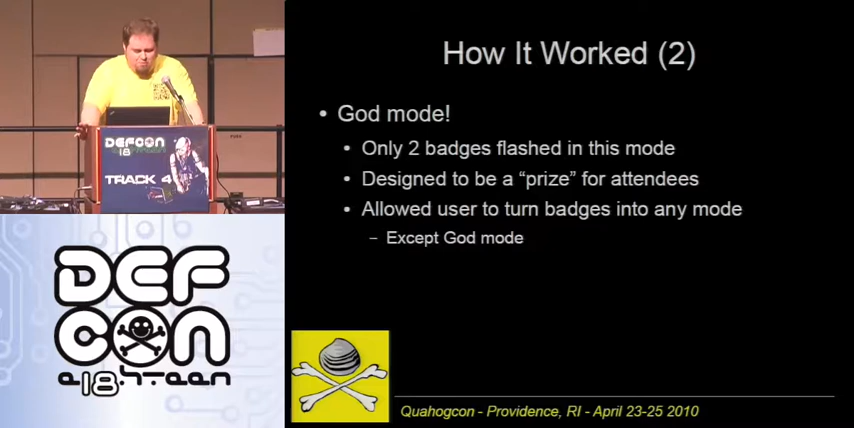 How It Worked (2)
• God mode!
• Only 2 badges flashed in this mode
• Designed to be a “prize” for attendees
• Allowed user to turn badges into any mode
– Except God mode
DEFCON
18
TRACK 4
DEF
CON
e18hteen
Quahogcon - Providence, RI - April 23-25 2010